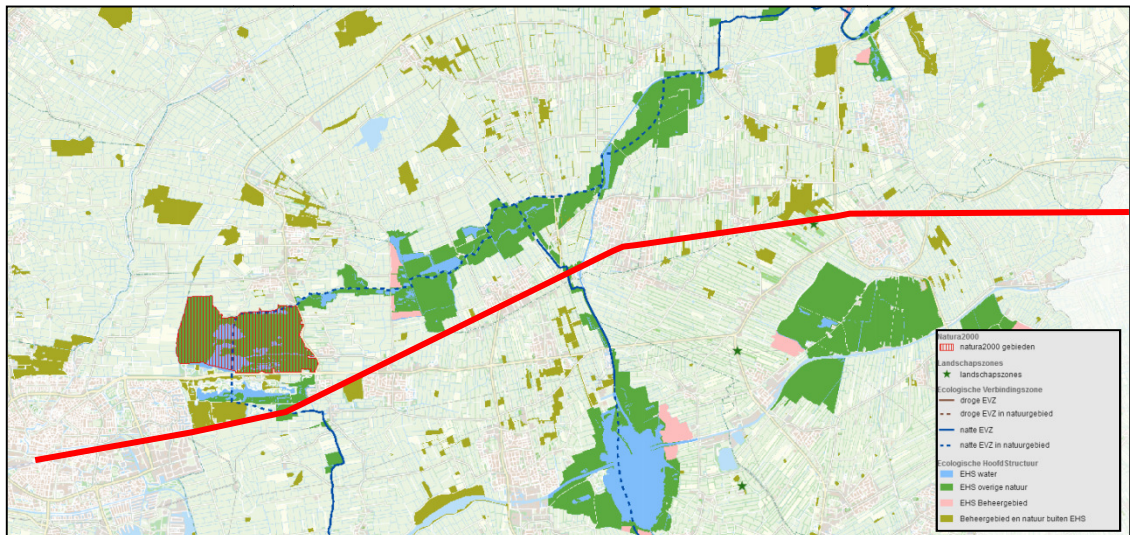 Natura2000
natura2000 gebieden
Landschapszones
landschapszones
Ecologische Verbindingszone
droge EVZ
droge EVZ in natuurgebied
natte EVZ
natte EVZ in natuurgebied
Ecologische HoofdStructuur
EHS water
EHS overige natuur
EHS Beheergebied
Beheergebied en natuur buiten EHS